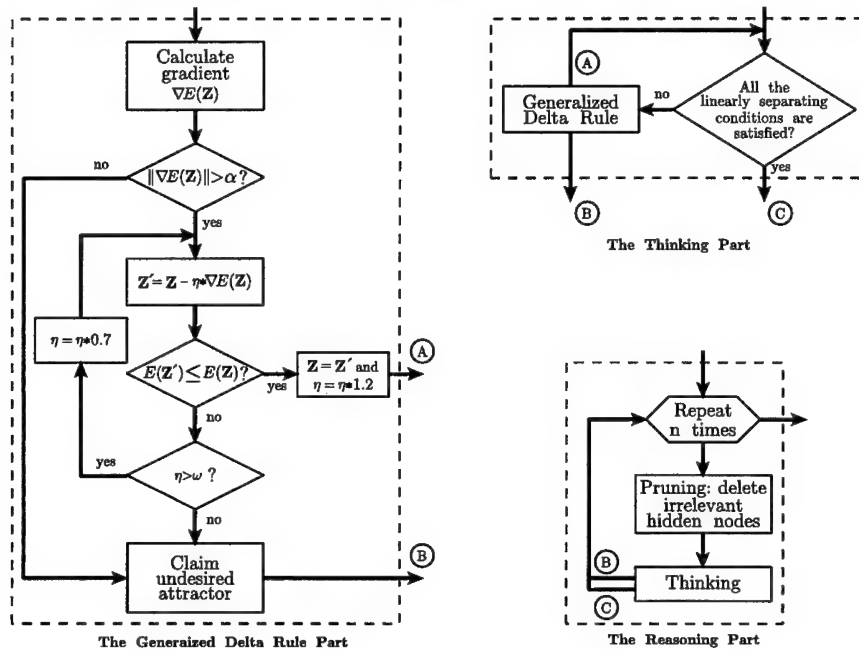 Calculate
gradient
∇E(Z)
no
‖∇E(Z)‖>α?
yes
Z′= Z − η*∇E(Z)
η = η*0.7
E(Z′)≤E(Z)?
yes
Z = Z′ and
η = η*1.2
A
no
yes
η>ω ?
no
Claim
undesired
attractor
B
The Generaized Delta Rule Part
A
Generalized
Delta Rule
no
All the
linearly separating
conditions are
satisfied?
yes
B
C
The Thinking Part
Repeat
n times
Pruning: delete
irrelevant
hidden nodes
B
Thinking
C
The Reasoning Part